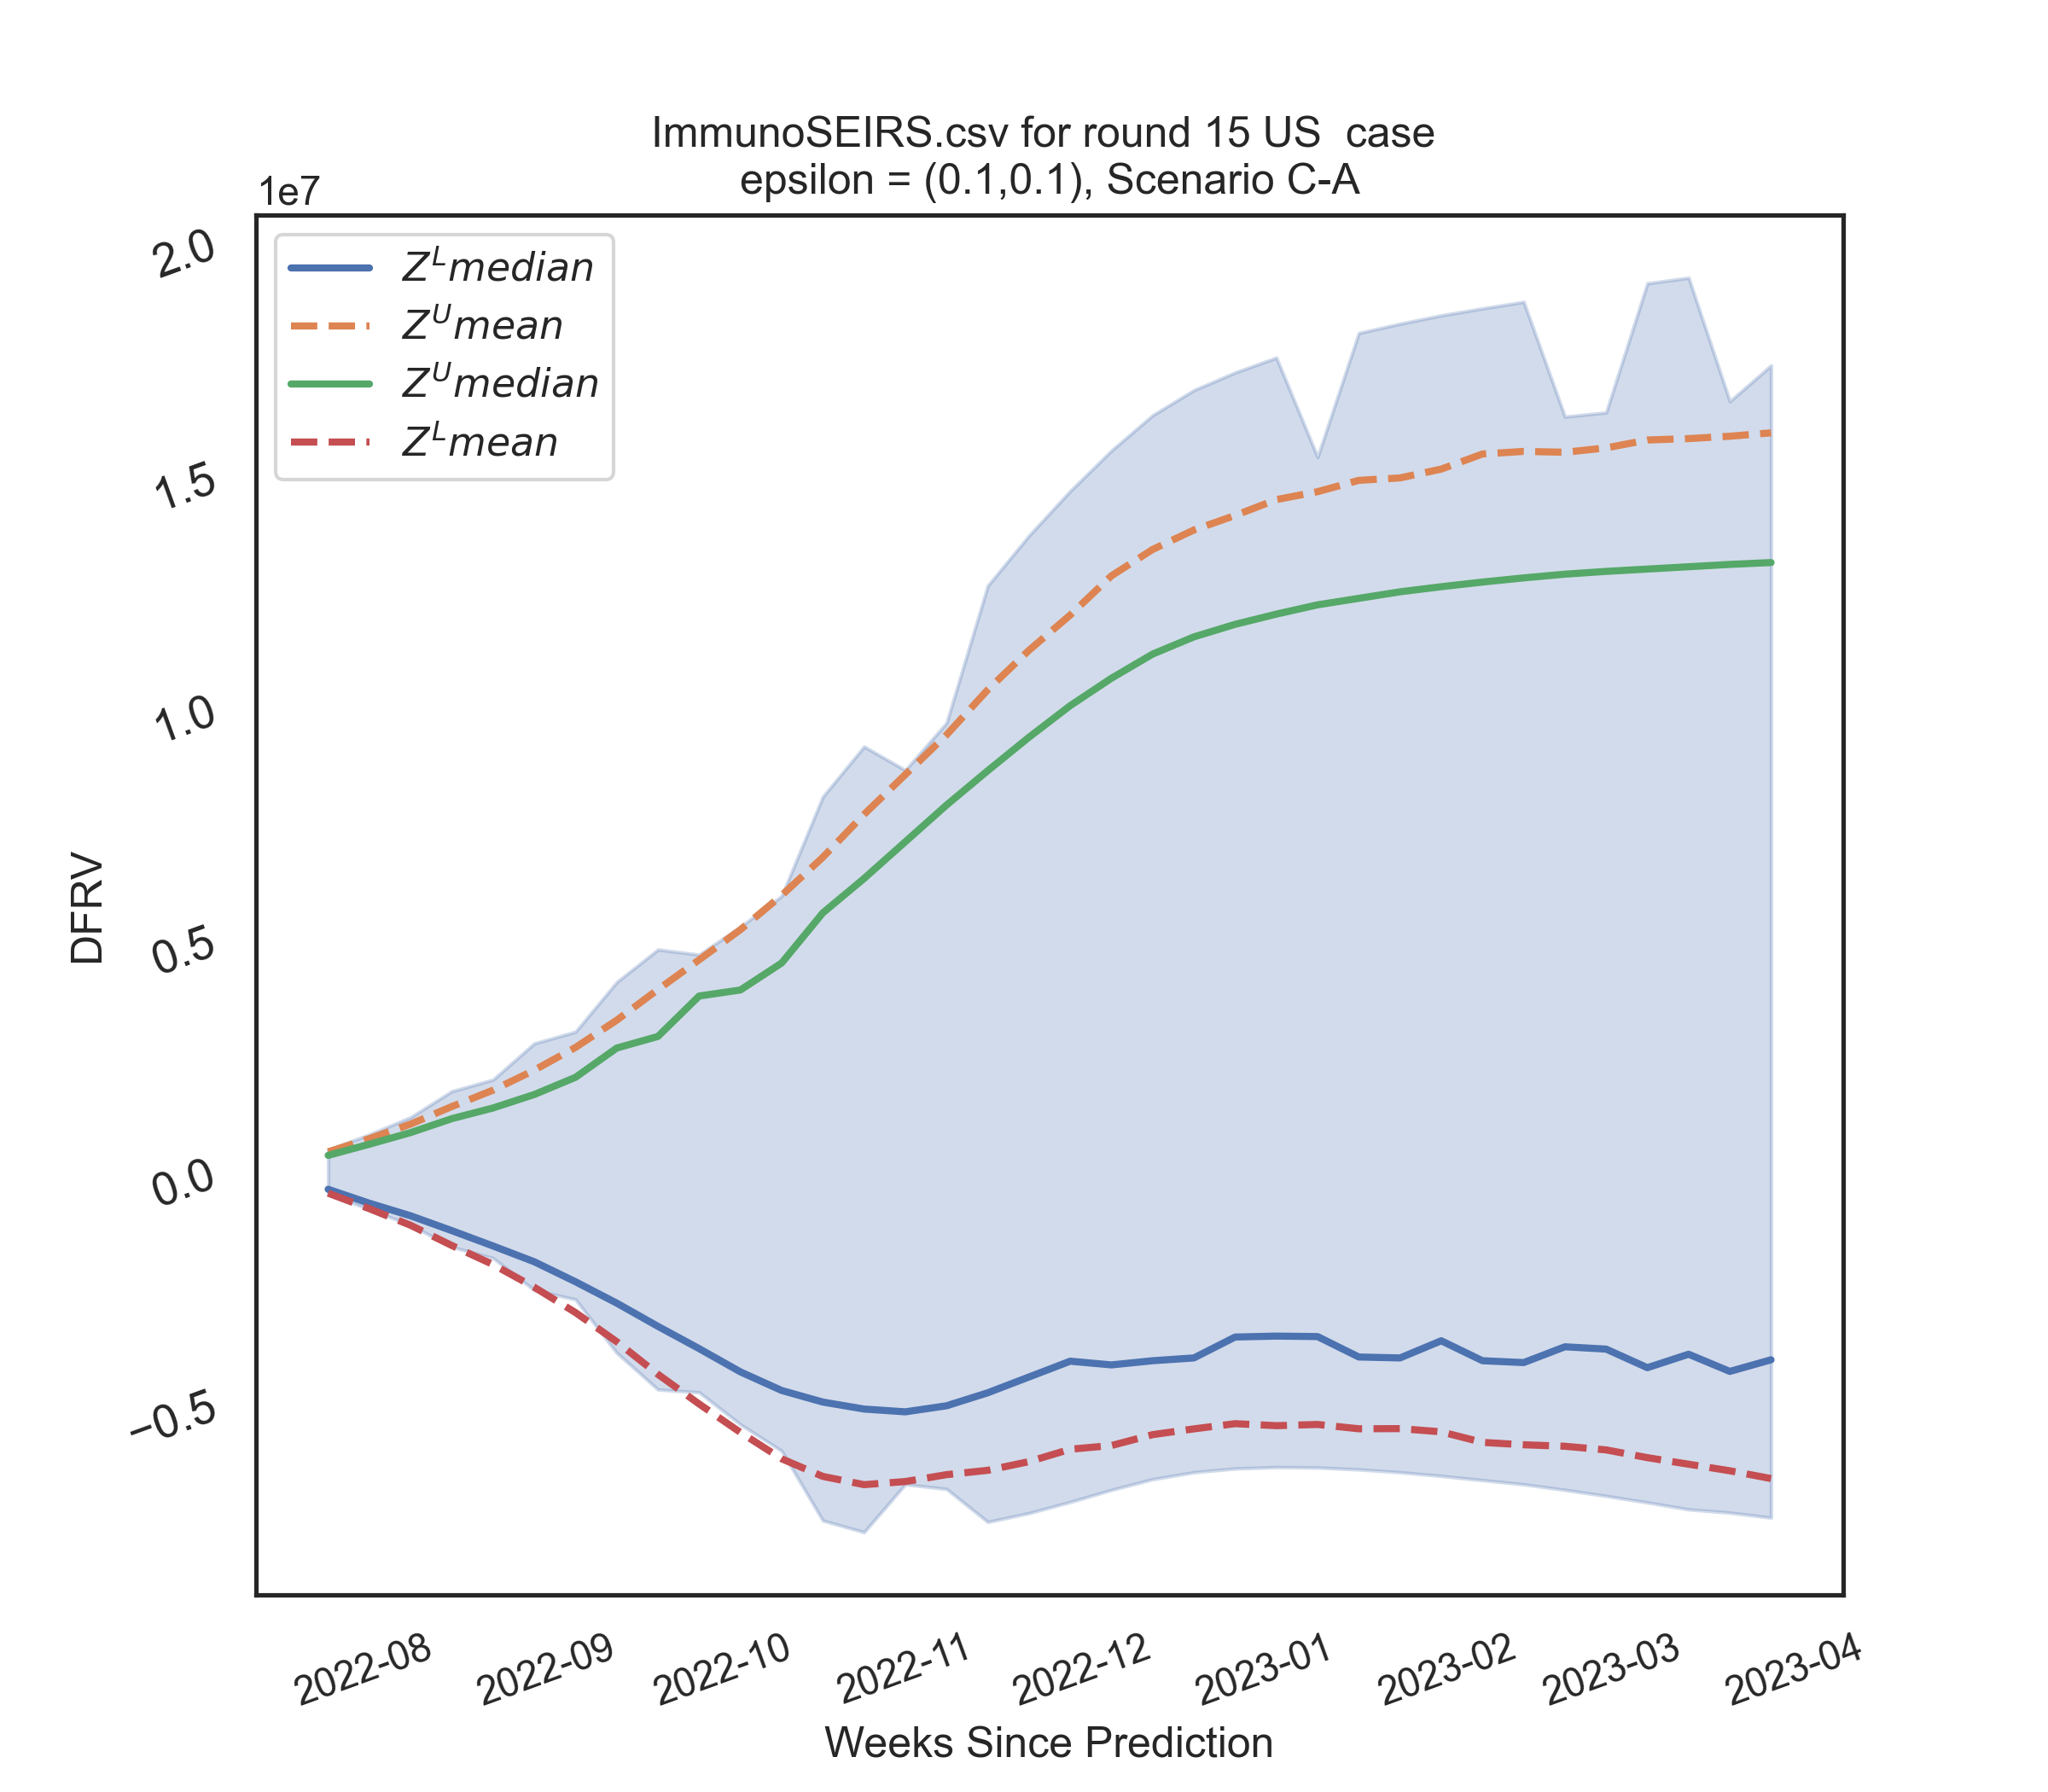 ImmunoSEIRS.csv for round 15 US  case
epsilon = (0.1,0.1), Scenario C-A
1e7
2.0
1.5
1.0
0.5
0.0
−0.5
DFRV
Z^L median
Z^U mean
Z^U median
Z^L mean
2022-08
2022-09
2022-10
2022-11
2022-12
2023-01
2023-02
2023-03
2023-04
Weeks Since Prediction